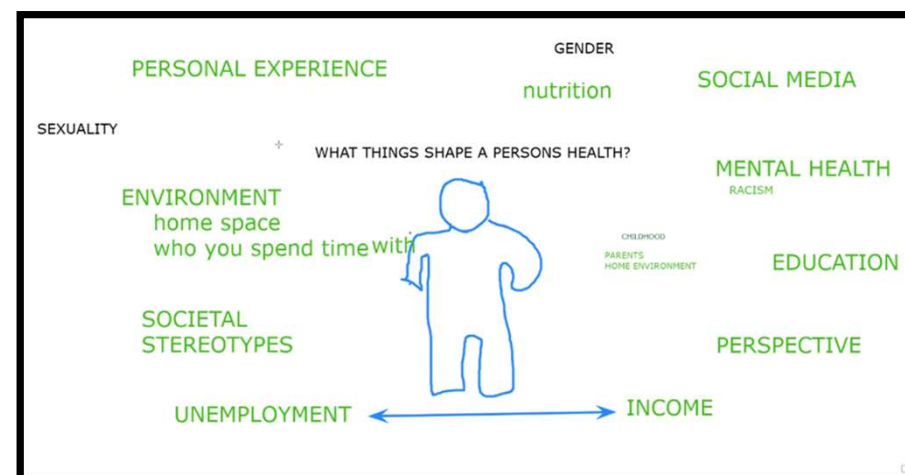 GENDER
PERSONAL EXPERIENCE
SOCIAL MEDIA
nutrition
SEXUALITY
WHAT THINGS SHAPE A PERSONS HEALTH?
MENTAL HEALTH
RACISM
ENVIRONMENT
home space
who you spend time with
CHILDHOOD
PARENTS
HOME ENVIRONMENT
EDUCATION
SOCIETAL
STEREOTYPES
PERSPECTIVE
UNEMPLOYMENT
INCOME